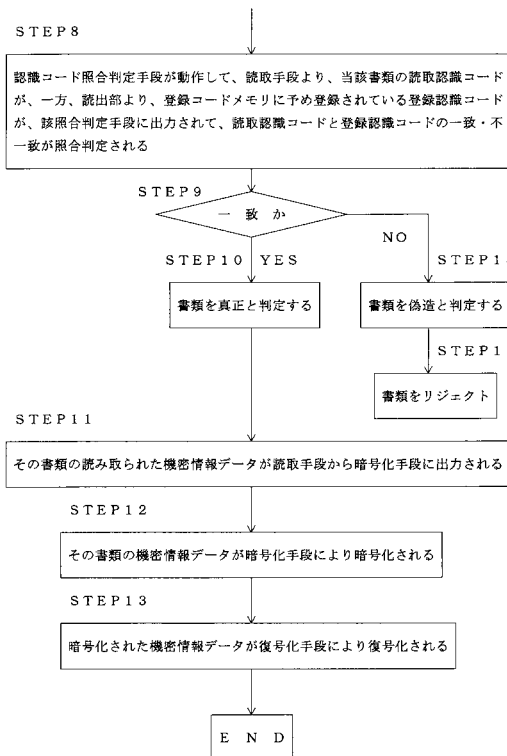 STEP8
認識コード照合判定手段が動作して、読取手段より、当該書類の読取認識コード
が、一方、読出部より、登録コードメモリに予め登録されている登録認識コード
が、該照合判定手段に出力されて、読取認識コードと登録認識コードの一致・不
一致が照合判定される
STEP9
一致か
NO
STEP10 YES
STEP1
書類を真正と判定する
書類を偽造と判定する
STEP1
書類をリジェクト
STEP11
その書類の読み取られた機密情報データが読取手段から暗号化手段に出力される
STEP12
その書類の機密情報データが暗号化手段により暗号化される
STEP13
暗号化された機密情報データが復号化手段により復号化される
END